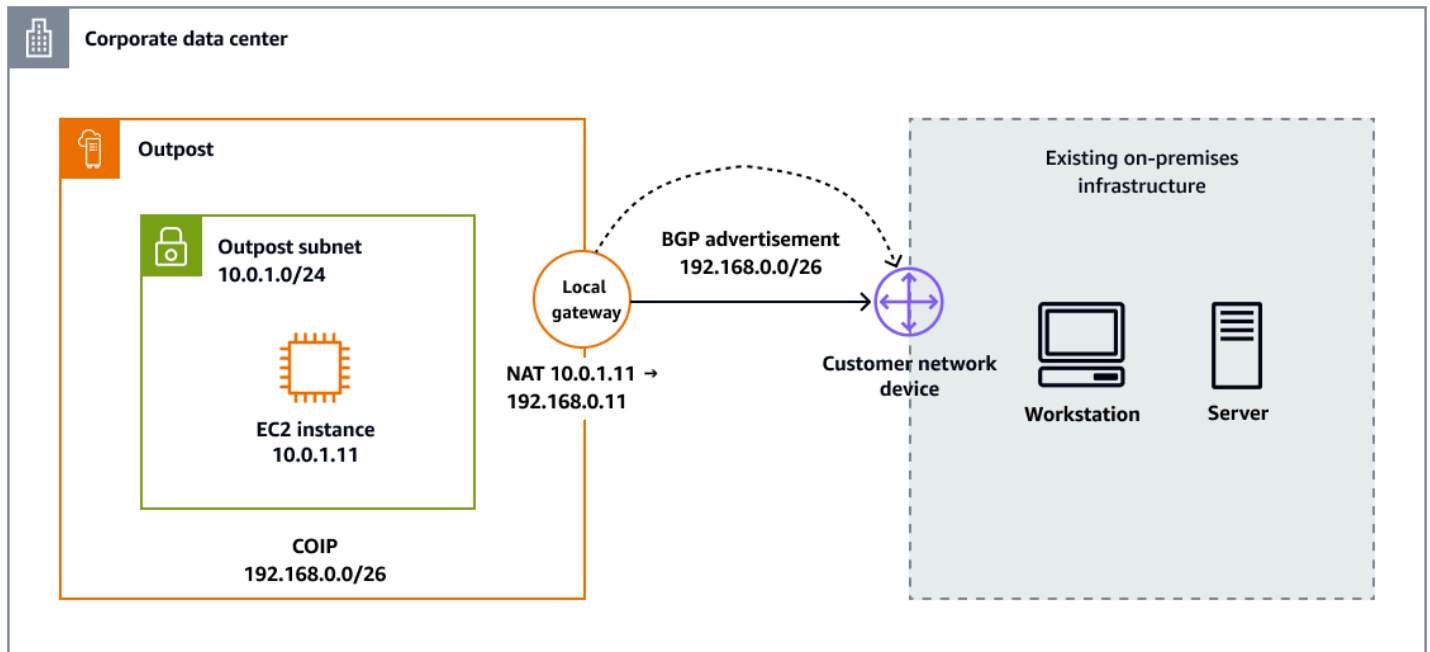 Corporate data center
Outpost
Outpost subnet
10.0.1.0/24
EC2 instance
10.0.1.11
COIP
192.168.0.0/26
Local
gateway
NAT 10.0.1.11 →
192.168.0.11
BGP advertisement
192.168.0.0/26
Customer network
device
Existing on-premises
infrastructure
Workstation
Server